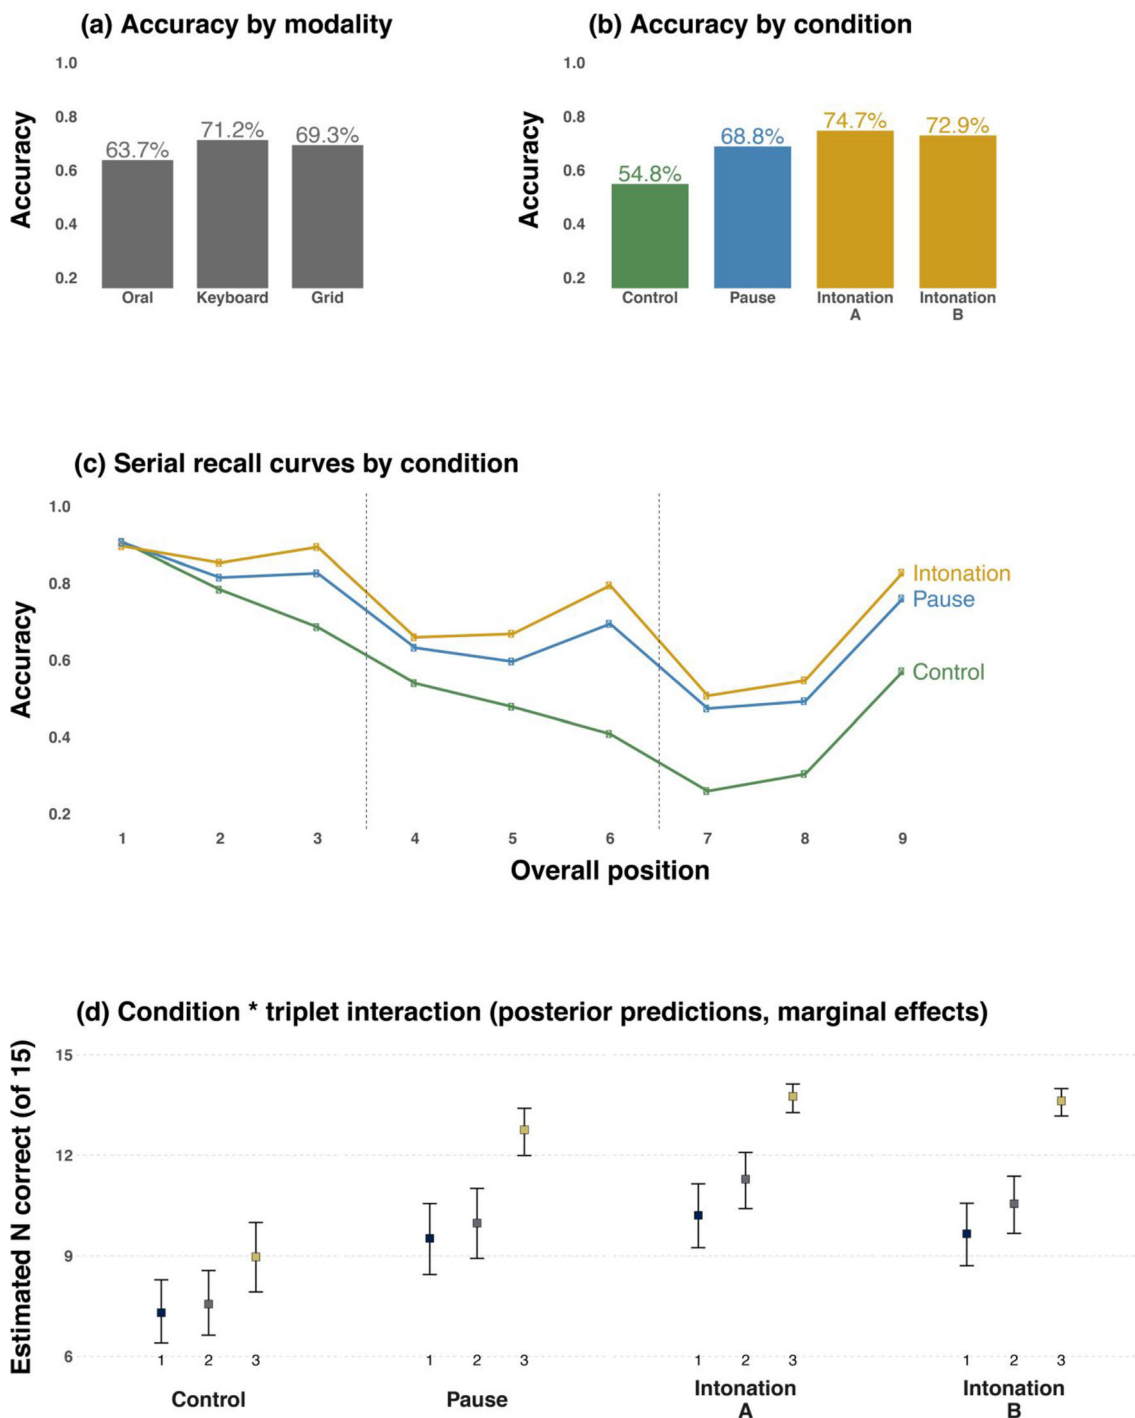 (a) Accuracy by modality
Accuracy
1.0
0.8
0.6
0.4
0.2
63.7%
71.2%
69.3%
Oral
Keyboard
Grid
(b) Accuracy by condition
Accuracy
1.0
0.8
0.6
0.4
0.2
54.8%
68.8%
74.7%
72.9%
Control
Pause
Intonation
A
Intonation
B
(c) Serial recall curves by condition
Accuracy
1.0
0.8
0.6
0.4
0.2
Intonation
Pause
Control
1 2 3 4 5 6 7 8 9
Overall position
(d) Condition * triplet interaction (posterior predictions, marginal effects)
Estimated N correct (of 15)
15
12
9
6
1 2 3
1 2 3
1 2 3
1 2 3
Control
Pause
Intonation
A
Intonation
B